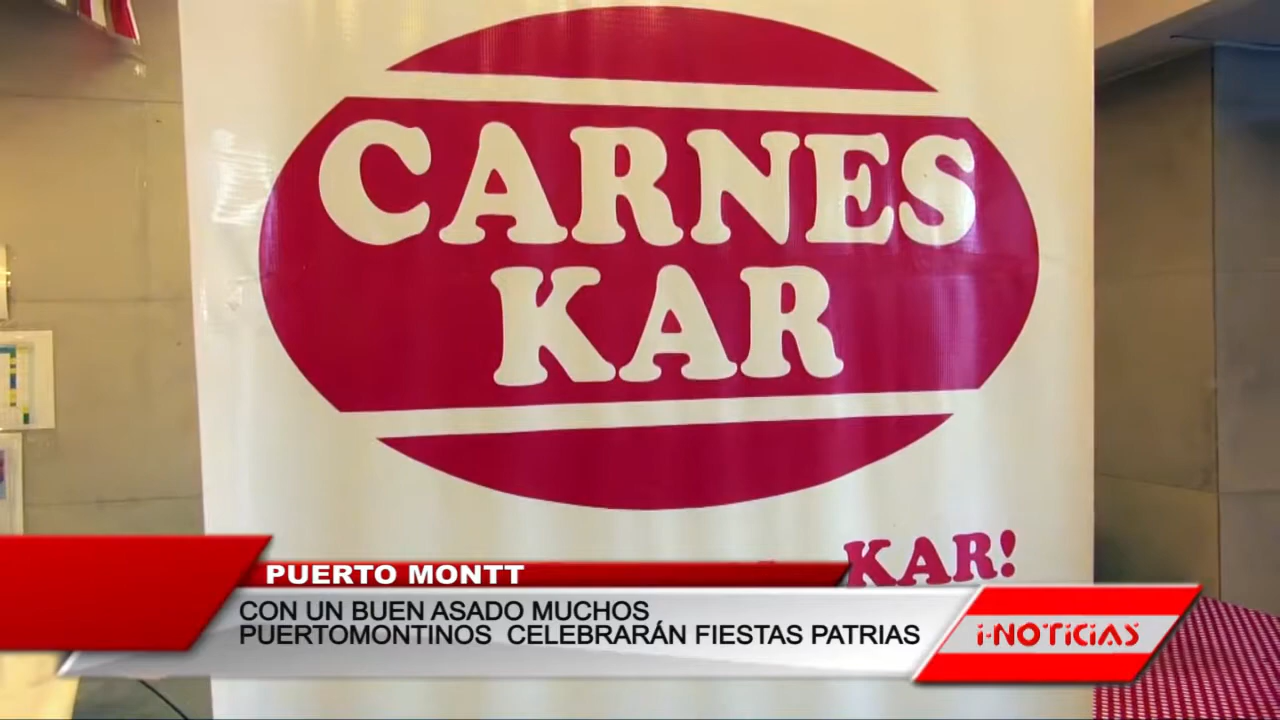 CARNES
KAR
KAR!
PUERTO MONTT
CON UN BUEN ASADO MUCHOS
PUERTOMONTINOS CELEBRARÁN FIESTAS PATRIAS
i-NOTICIAS